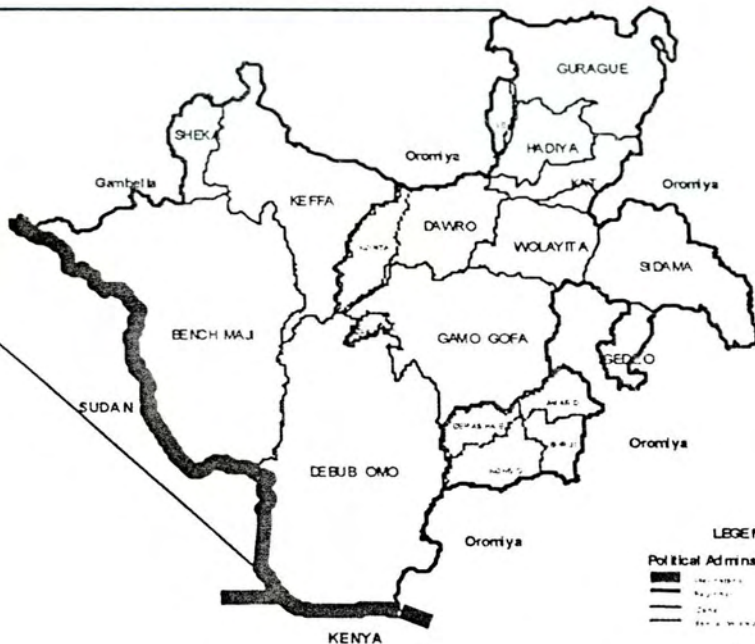 GURAGUE
SHEKA
HADIYA
Oromiya
Gambella
KAT
Oromiya
KEFFA
DAWRO
WOLAYITA
SIDAMA
BENCH MAJI
GAMO GOFA
GEDEO
SUDAN
Oromiya
DEBUB OMO
Oromiya
KENYA
LEGEN
Political Admina